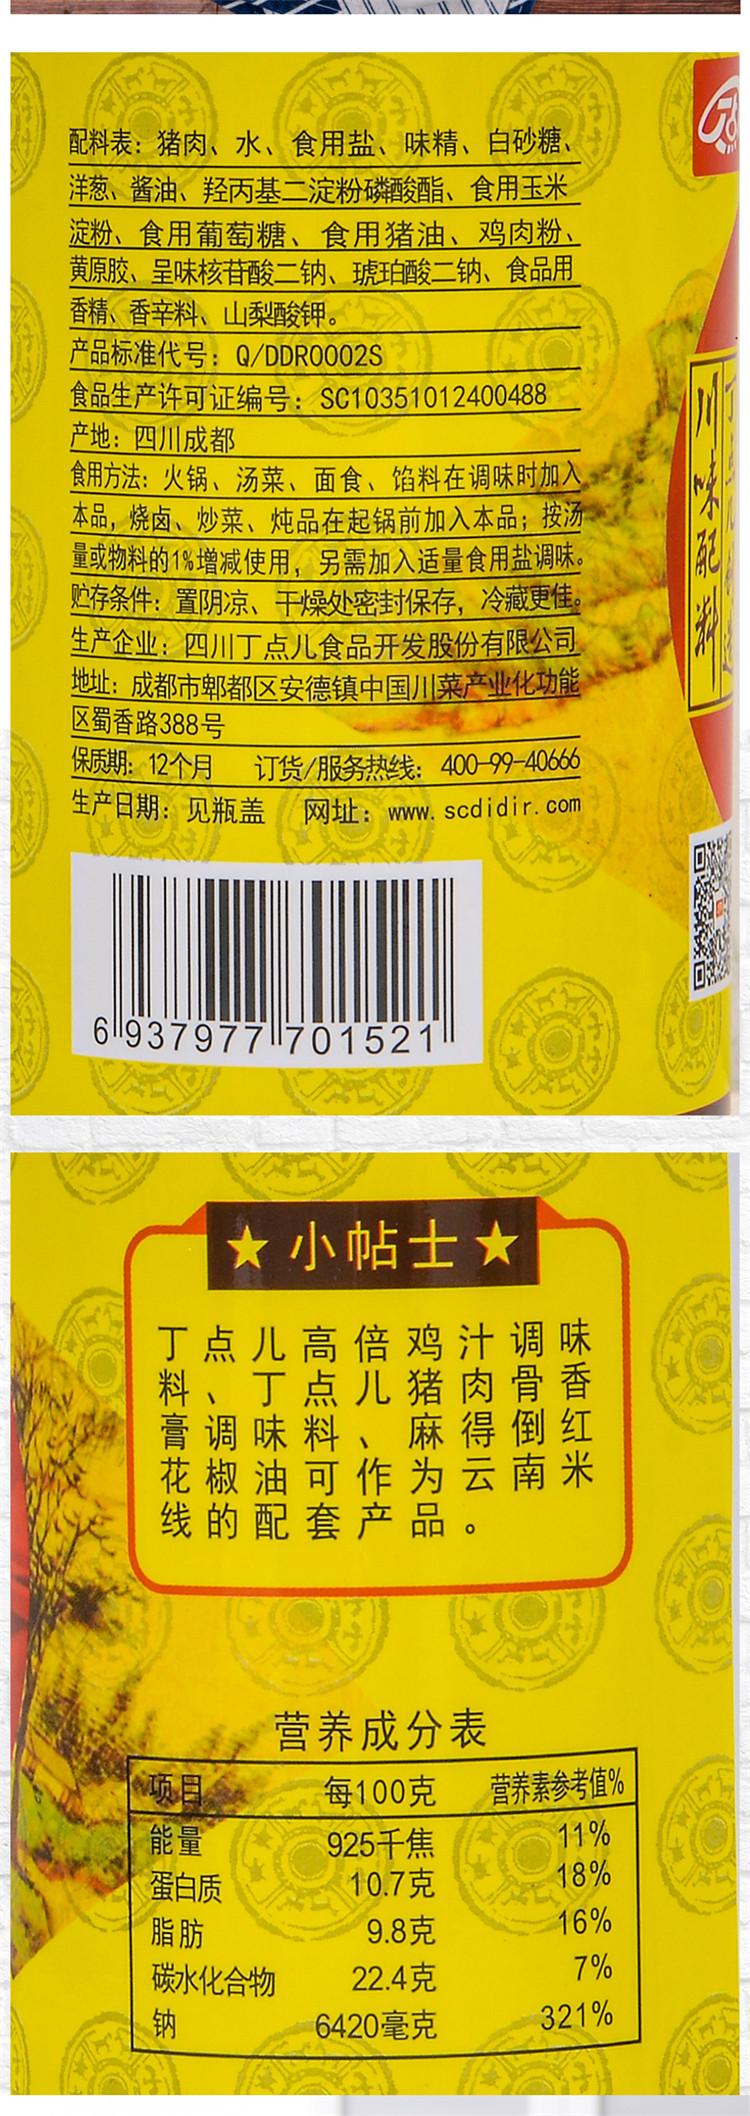 配料表：猪肉、水、食用盐、味精、白砂糖、
洋葱、酱油、羟丙基二淀粉磷酸酯、食用玉米
淀粉、食用葡萄糖、食用猪油、鸡肉粉、
黄原胶、呈味核苷酸二钠、琥珀酸二钠、食品用
香精、香辛料、山梨酸钾。
产品标准代号：Q/DDR0002S
食品生产许可证编号：SC10351012400488
产地：四川成都
食用方法：火锅、汤菜、面食、馅料在调味时加入
本品，烧卤、炒菜、炖品在起锅前加入本品；按汤
量或物料的1%增减使用，另需加入适量食用盐调味。
贮存条件：置阴凉、干燥处密封保存，冷藏更佳。
生产企业：四川丁点儿食品开发股份有限公司
地址：成都市郫都区安德镇中国川菜产业化功能
区蜀香路388号
保质期：12个月 订货/服务热线：400-99-40666
生产日期：见瓶盖 网址：www.scdidir.com
6 937977 701521
川味配料
★小帖士★
丁点儿高倍鸡汁调味
料、丁点儿猪肉骨香
膏调味料、麻得倒红
花椒油可作为云南米
线的配套产品。
营养成分表
项目 每100克 营养素参考值%
能量 925千焦 11%
蛋白质 10.7克 18%
脂肪 9.8克 16%
碳水化合物 22.4克 7%
钠 6420毫克 321%